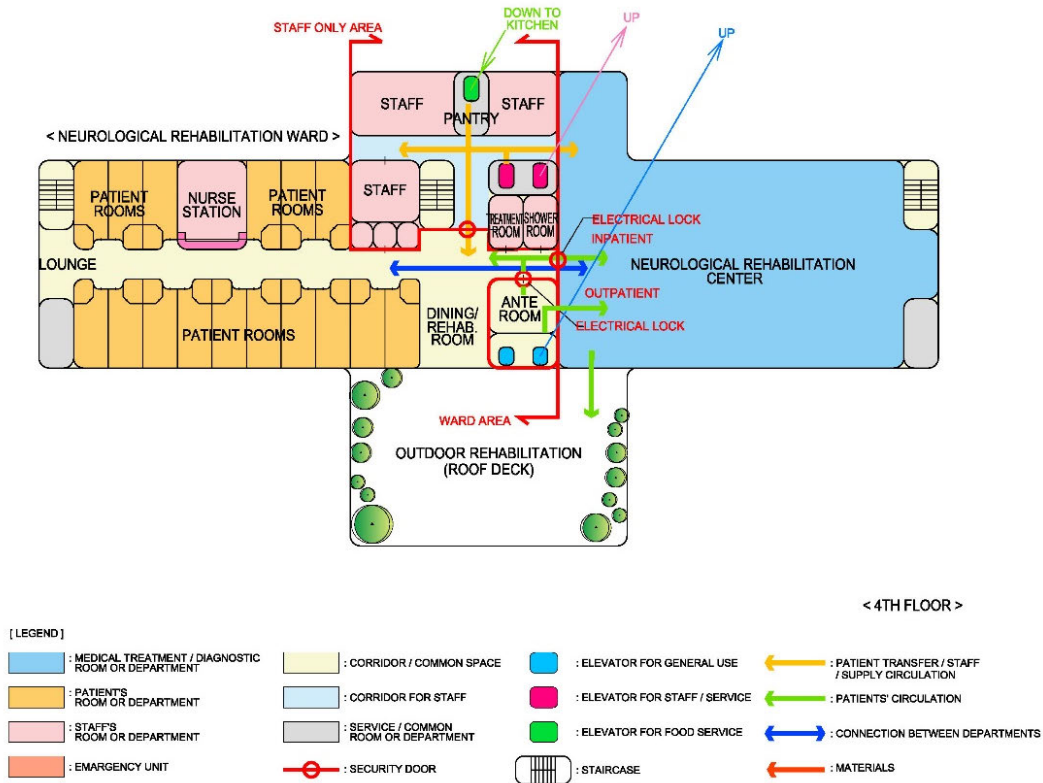 DOWN TO
KITCHEN
UP
UP
STAFF ONLY AREA
STAFF
PANTRY
STAFF
< NEUROLOGICAL REHABILITATION WARD >
PATIENT
ROOMS
NURSE
STATION
PATIENT
ROOMS
STAFF
TREATMENT
ROOM
SHOWER
ROOM
ELECTRICAL LOCK
INPATIENT
LOUNGE
NEUROLOGICAL REHABILITATION
CENTER
OUTPATIENT
ANTE
ROOM
DINING/
REHAB.
ROOM
ELECTRICAL LOCK
PATIENT ROOMS
WARD AREA
OUTDOOR REHABILITATION
(ROOF DECK)
< 4TH FLOOR >
[ LEGEND ]
: MEDICAL TREATMENT / DIAGNOSTIC
ROOM OR DEPARTMENT
: CORRIDOR / COMMON SPACE
: ELEVATOR FOR GENERAL USE
: PATIENT TRANSFER / STAFF
/ SUPPLY CIRCULATION
: PATIENT'S
ROOM OR DEPARTMENT
: CORRIDOR FOR STAFF
: ELEVATOR FOR STAFF / SERVICE
: PATIENTS' CIRCULATION
: STAFF'S
ROOM OR DEPARTMENT
: SERVICE / COMMON
ROOM OR DEPARTMENT
: ELEVATOR FOR FOOD SERVICE
: CONNECTION BETWEEN DEPARTMENTS
: EMERGENCY UNIT
: SECURITY DOOR
: STAIRCASE
: MATERIALS